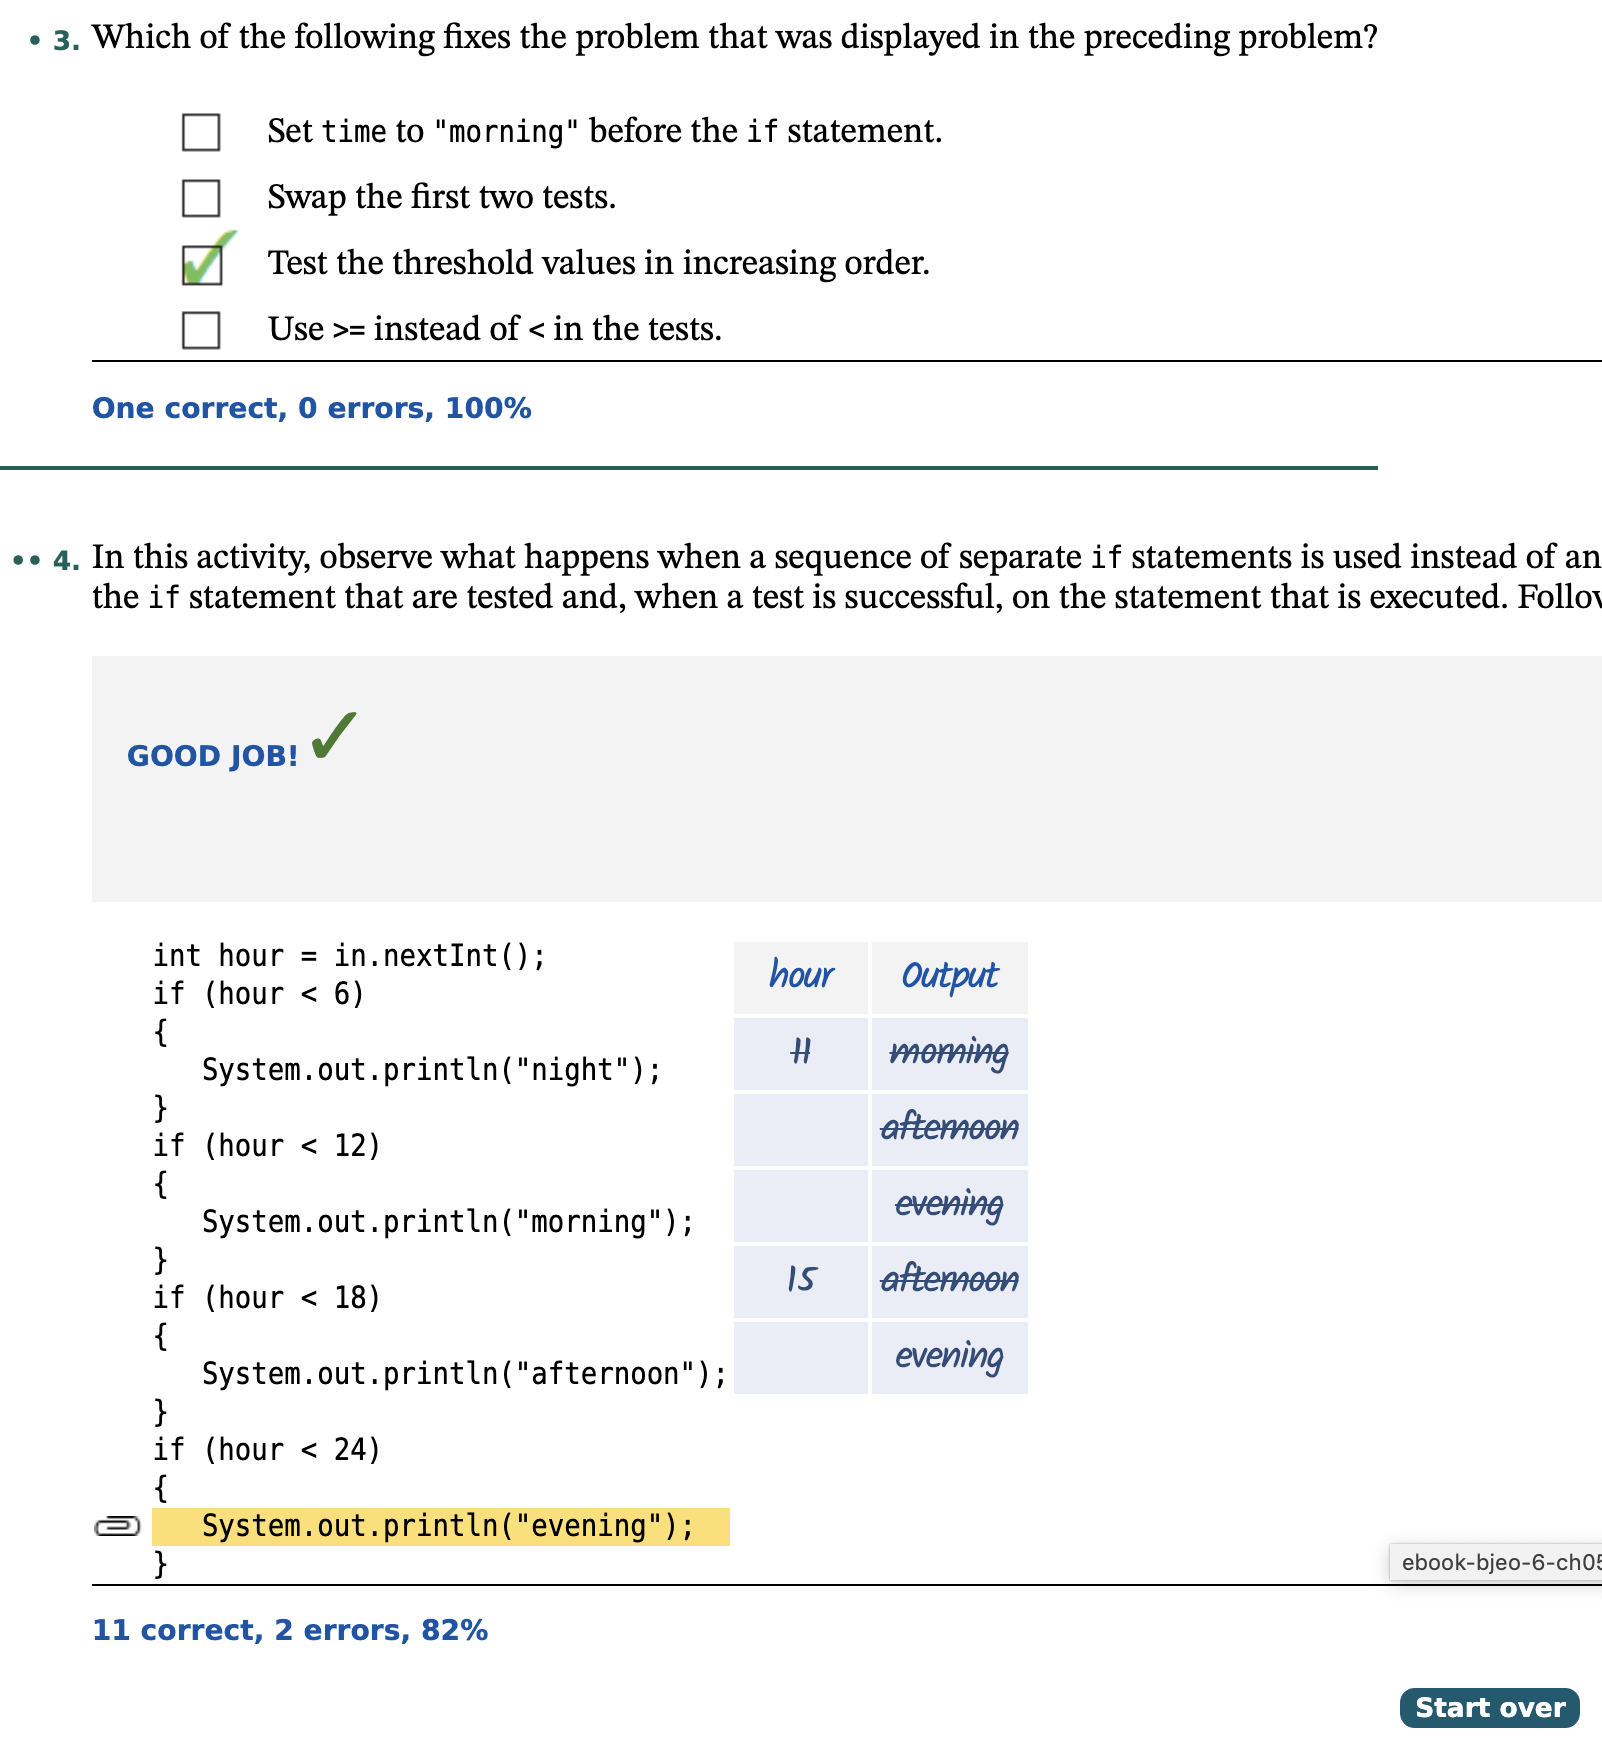 • 3. Which of the following fixes the problem that was displayed in the preceding problem?
Set time to "morning" before the if statement.
Swap the first two tests.
Test the threshold values in increasing order.
Use >= instead of < in the tests.
One correct, 0 errors, 100%
•• 4. In this activity, observe what happens when a sequence of separate if statements is used instead of an
the if statement that are tested and, when a test is successful, on the statement that is executed. Follow
GOOD JOB!
int hour = in.nextInt();
if (hour < 6)
{
System.out.println("night");
}
if (hour < 12)
{
System.out.println("morning");
}
if (hour < 18)
{
System.out.println("afternoon");
}
if (hour < 24)
{
System.out.println("evening");
}
hour Output
11 morning
afternoon
evening
15 afternoon
evening
ebook-bjeo-6-ch05
11 correct, 2 errors, 82%
Start over